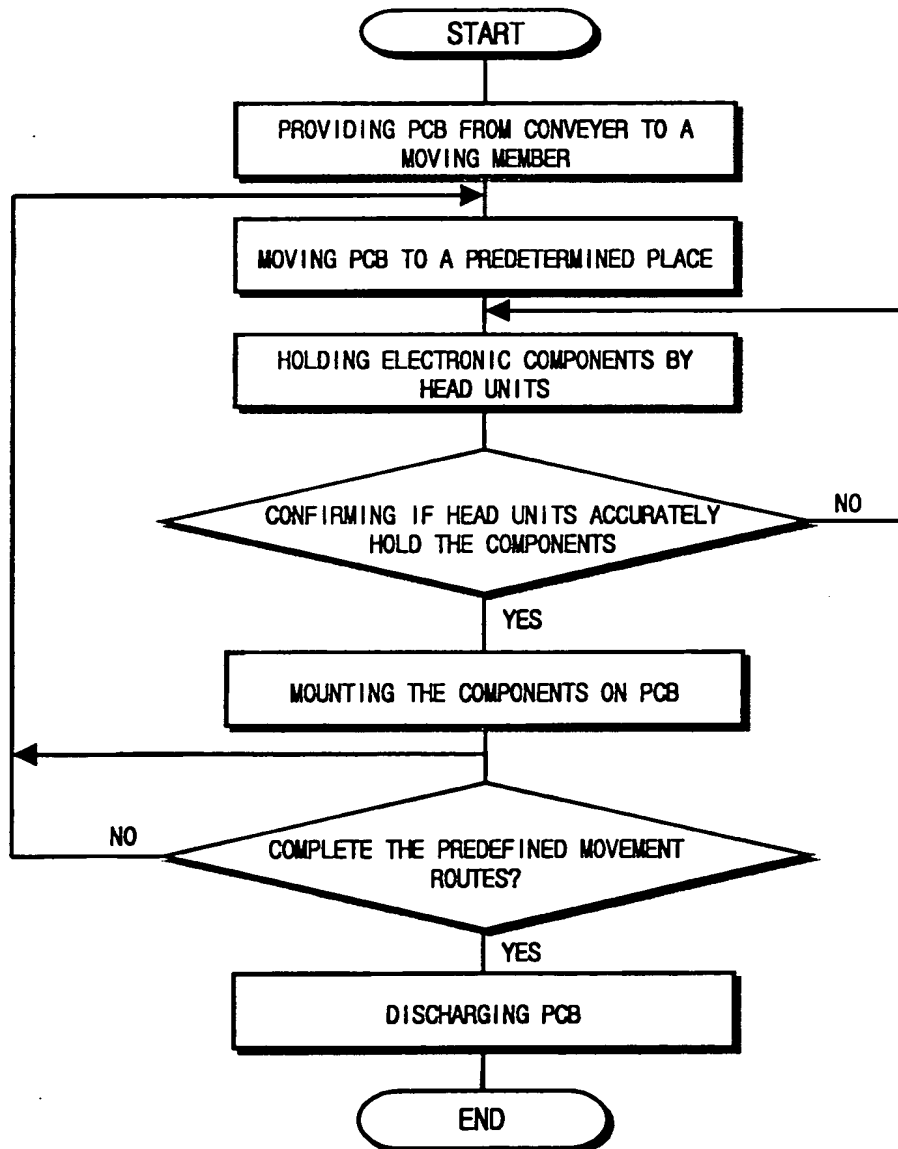 START
PROVIDING PCB FROM CONVEYER TO A
MOVING MEMBER
MOVING PCB TO A PREDETERMINED PLACE
HOLDING ELECTRONIC COMPONENTS BY
HEAD UNITS
CONFIRMING IF HEAD UNITS ACCURATELY
HOLD THE COMPONENTS
NO
YES
MOUNTING THE COMPONENTS ON PCB
NO
COMPLETE THE PREDEFINED MOVEMENT
ROUTES?
YES
DISCHARGING PCB
END